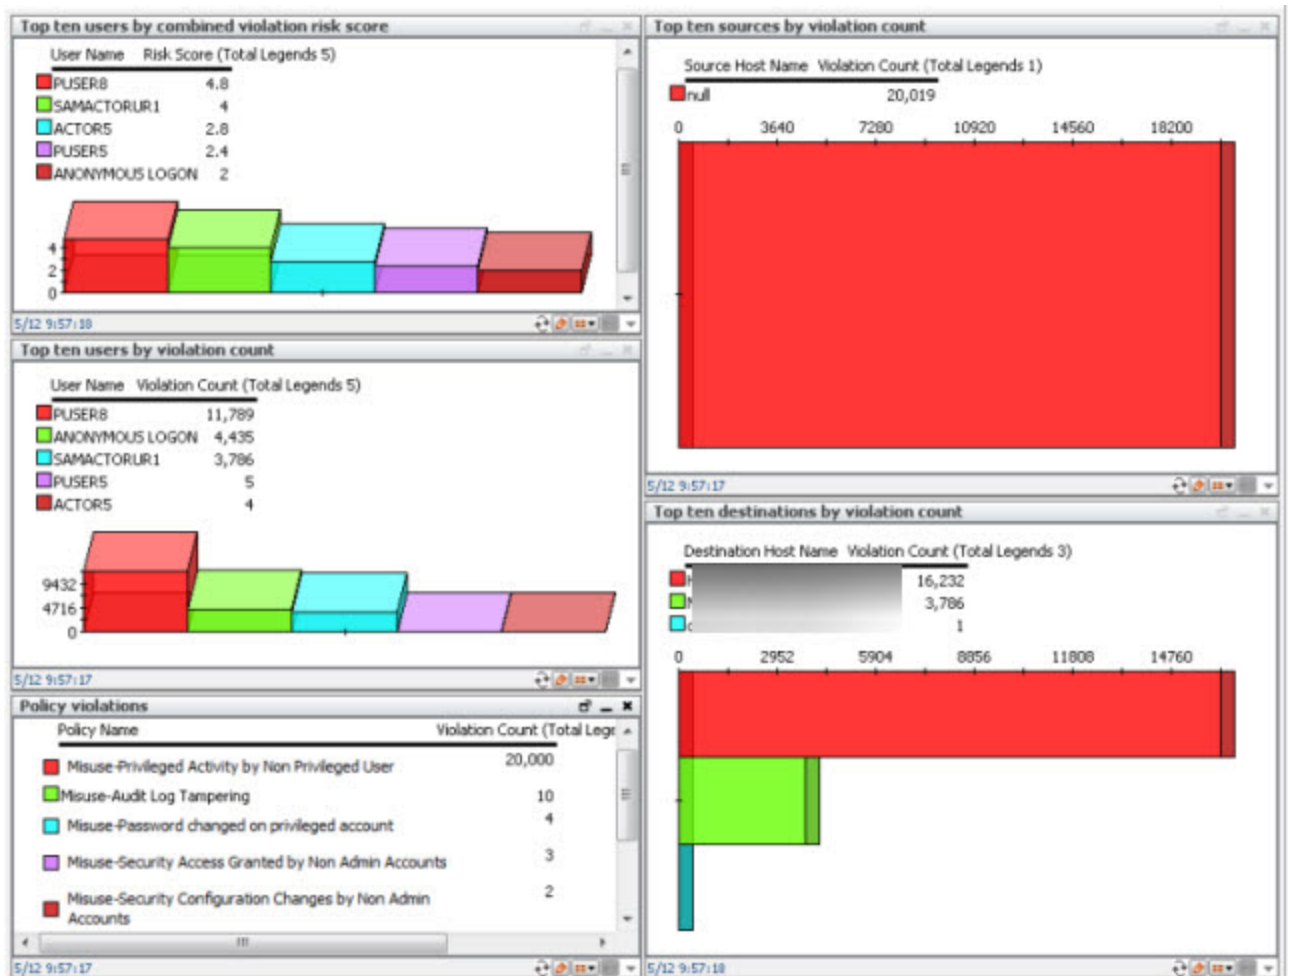 Top ten users by combined violation risk score
User Name Risk Score (Total Legends 5)
PUSER8 4.8
SAMACTORUR1 4
ACTOR5 2.8
PUSER5 2.4
ANONYMOUS LOGON 2
4
2
0
5/12 9:57:18
Top ten users by violation count
User Name Violation Count (Total Legends 5)
PUSER8 11,789
ANONYMOUS LOGON 4,435
SAMACTORUR1 3,786
PUSER5 5
ACTOR5 4
9432
4716
0
5/12 9:57:17
Policy violations
Policy Name Violation Count (Total Lege
Misuse-Privileged Activity by Non Privileged User 20,000
Misuse-Audit Log Tampering 10
Misuse-Password changed on privileged account 4
Misuse-Security Access Granted by Non Admin Accounts 3
Misuse-Security Configuration Changes by Non Admin 2
Accounts
5/12 9:57:17
Top ten sources by violation count
Source Host Name Violation Count (Total Legends 1)
null 20,019
0 3640 7280 10920 14560 18200
5/12 9:57:17
Top ten destinations by violation count
Destination Host Name Violation Count (Total Legends 3)
16,232
3,786
1
0 2952 5904 8856 11808 14760
5/12 9:57:18